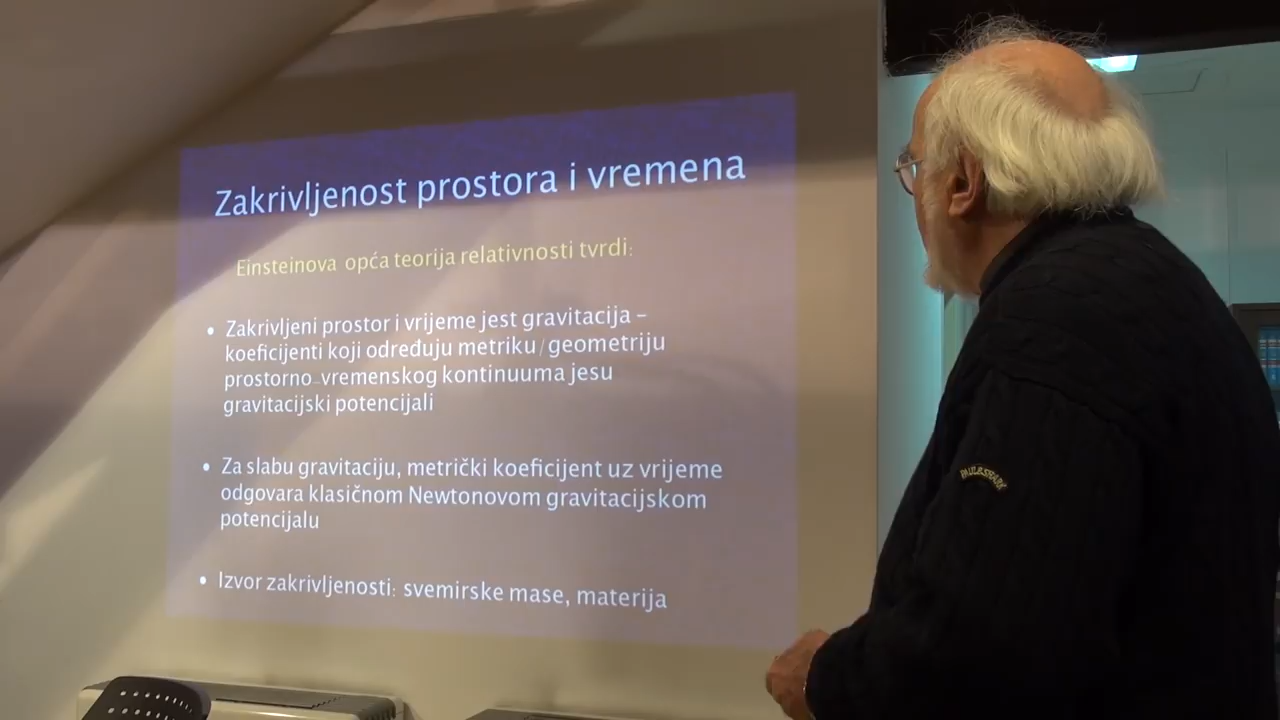 Zakrivljenost prostora i vremena
Einsteinova opća teorija relativnosti tvrdi:
• Zakrivljeni prostor i vrijeme jest gravitacija –
koeficijenti koji određuju metriku/geometriju
prostorno-vremenskog kontinuuma jesu
gravitacijski potencijali
• Za slabu gravitaciju, metrički koeficijent uz vrijeme
odgovara klasičnom Newtonovom gravitacijskom
potencijalu
• Izvor zakrivljenosti: svemirske mase, materija
PAUL&SHARK